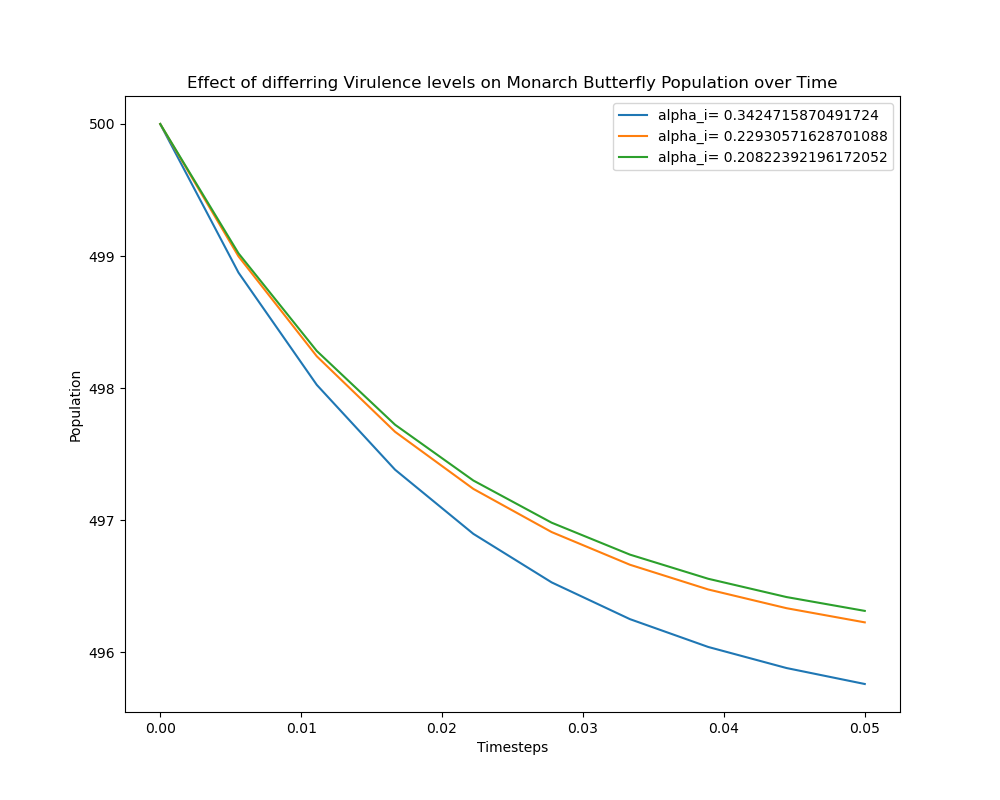 Effect of differring Virulence levels on Monarch Butterfly Population over Time
alpha_i= 0.3424715870491724
alpha_i= 0.22930571628701088
alpha_i= 0.20822392196172052
500
499
498
497
496
Population
0.00 0.01 0.02 0.03 0.04 0.05
Timesteps